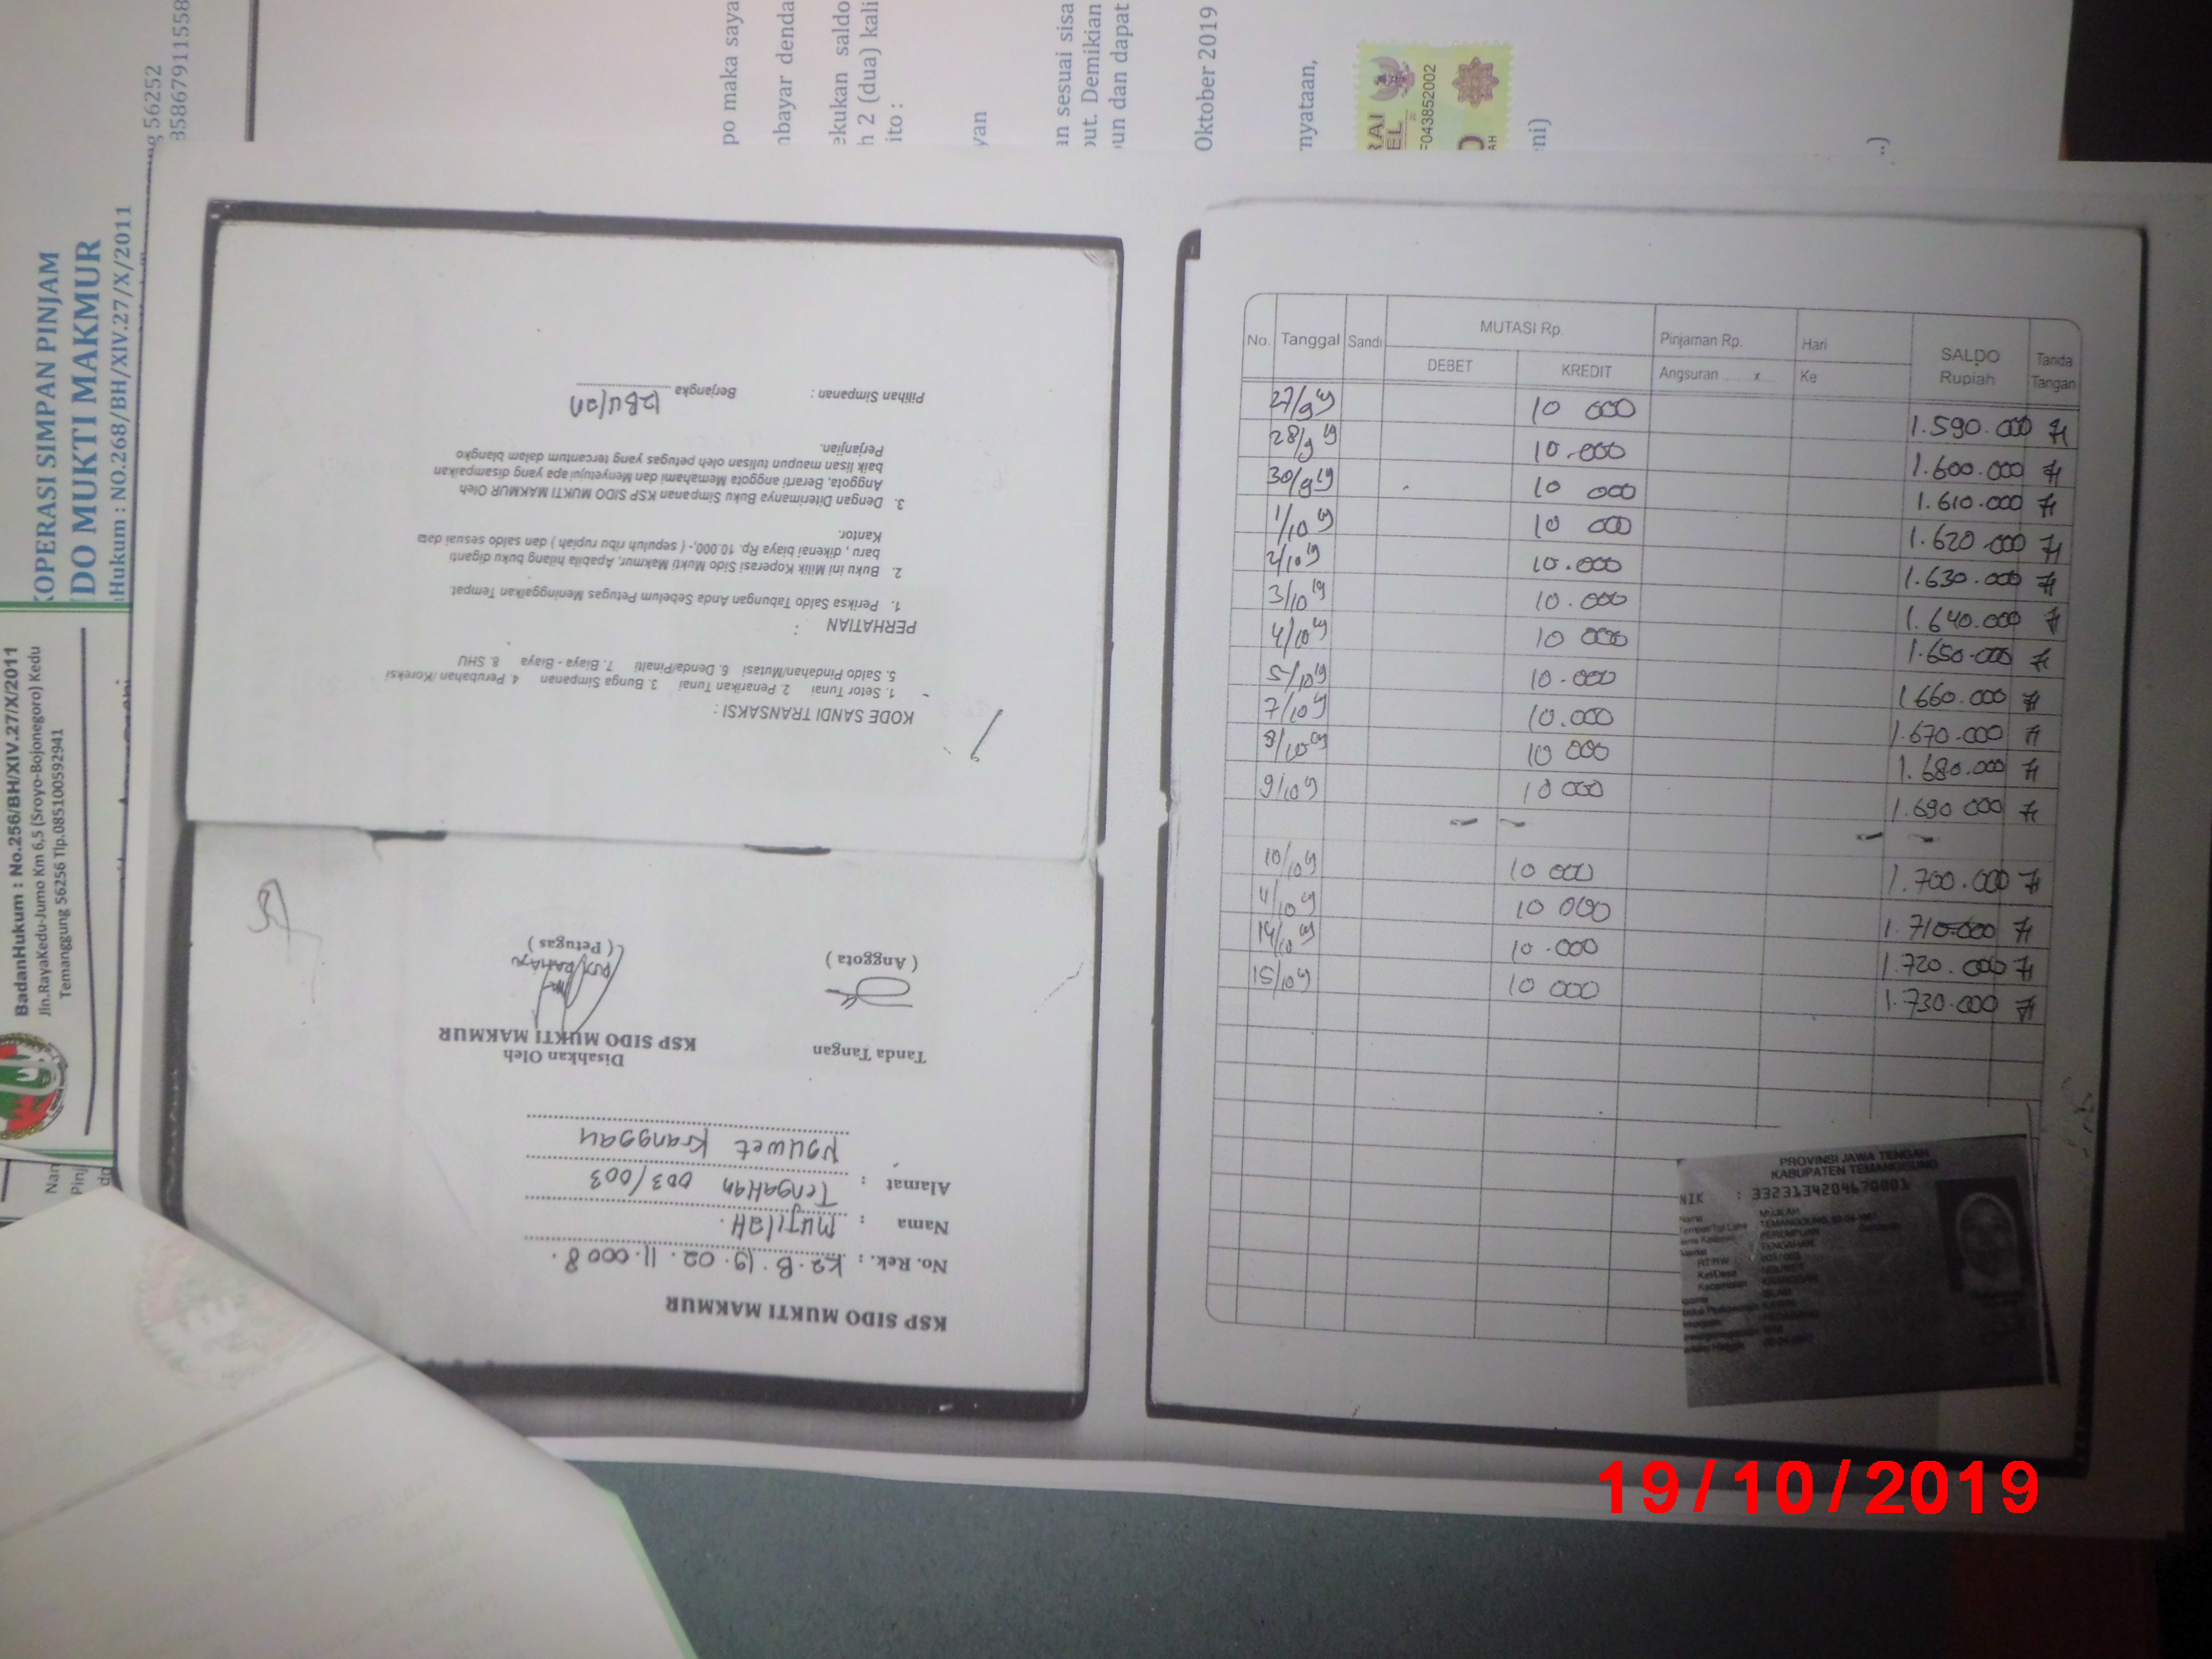 KOPERASI SIMPAN PINJAM
DO MUKTI MAKMUR
Hukum : NO.268/BH/XIV.27/X/2011
56252
BadanHukum : No.256/BH/XIV.27/X/2011
Jln.RayaKedu-Jumo Km 6,5 (Sroyo-Bojonegoro) Kedu
Temanggung 56256 Tlp.085100592941
Nan
Pinj
po maka saya
nbayar denda
ekukan saldo
h 2 (dua) kali
ito :
yan
an sesuai sisa
out. Demikian
un dan dapat
Oktober 2019
nyataan,
RAI
EL
F043852002
ni)
..)
KSP SIDO MUKTI MAKMUR
No. Rek. : K2.B.19.02.11.0008.
Nama : MUJILAH.
Alamat : TENGAHAN 003/003
Nguwet Kranggan
Tanda Tangan
Disahkan Oleh
KSP SIDO MUKTI MAKMUR
( Anggota )
( Petugas )
KODE SANDI TRANSAKSI :
1. Setor Tunai 2. Penarikan Tunai 3. Bunga Simpanan 4. Perubahan /Koreksi
5. Saldo Pindahan/Mutasi 6. Denda/Pinalti 7. Biaya - Biaya 8. SHU
PERHATIAN :
1. Periksa Saldo Tabungan Anda Sebelum Petugas Meninggalkan Tempat.
2. Buku ini Milik Koperasi Sido Mukti Makmur, Apabila hilang buku diganti
baru , dikenai biaya Rp. 10.000,- ( sepuluh ribu rupiah ) dan saldo sesuai data
Kantor.
3. Dengan Diterimanya Buku Simpanan KSP SIDO MUKTI MAKMUR Oleh
Anggota, Berarti anggota Memahami dan Menyetujui apa yang disampaikan
baik lisan maupun tulisan oleh petugas yang tercantum dalam blangko
Perjanjian.
Pilihan Simpanan : Berjangka 12 Bulan
No. Tanggal Sandi MUTASI Rp. Pinjaman Rp. Hari SALDO Tanda
DEBET KREDIT Angsuran ...... x Ke Rupiah Tangan
27/9 19 10 000 1.590.000
28/9 19 10.000 1.600.000
30/9 19 10 000 1.610.000
1/10 19 10 000 1.620.000
2/10 19 10.000 1.630.000
3/10 19 10.000 1.640.000
4/10 19 10 000 1.650.000
5/10 19 10.000 1 660.000
7/10 19 10.000 1.670.000
8/10 19 10 000 1.680.000
9/10 19 10 000 1.690 000
10/10 19 10 000 1.700.000
11/10 19 10 000 1.710.000
14/10 19 10.000 1.720.000
15/10 19 10 000 1.730.000
PROVINSI JAWA TENGAH
KABUPATEN TEMANGGUNG
NIK : 3323134204670001
MUJILAH
TENGAHAN
003/003
19/10/2019